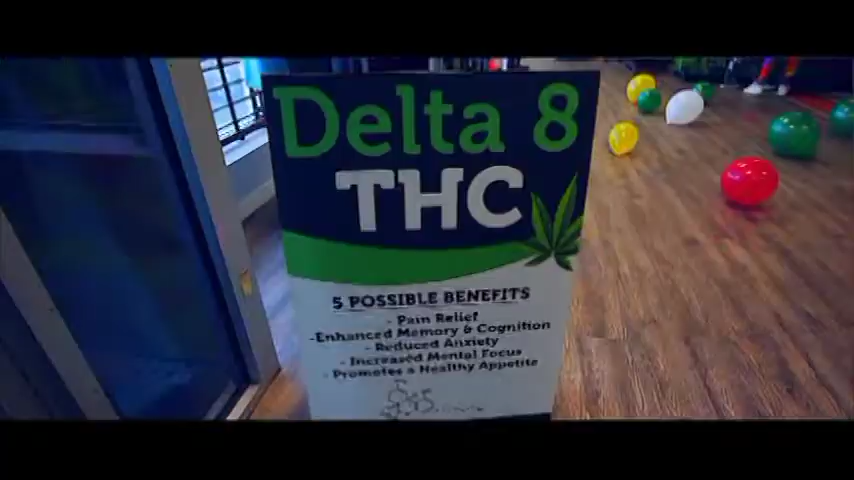 Delta 8
THC
5 POSSIBLE BENEFITS
- Pain Relief
-Enhanced Memory & Cognition
- Reduced Anxiety
- Increased Mental Focus
- Promotes a Healthy Appetite